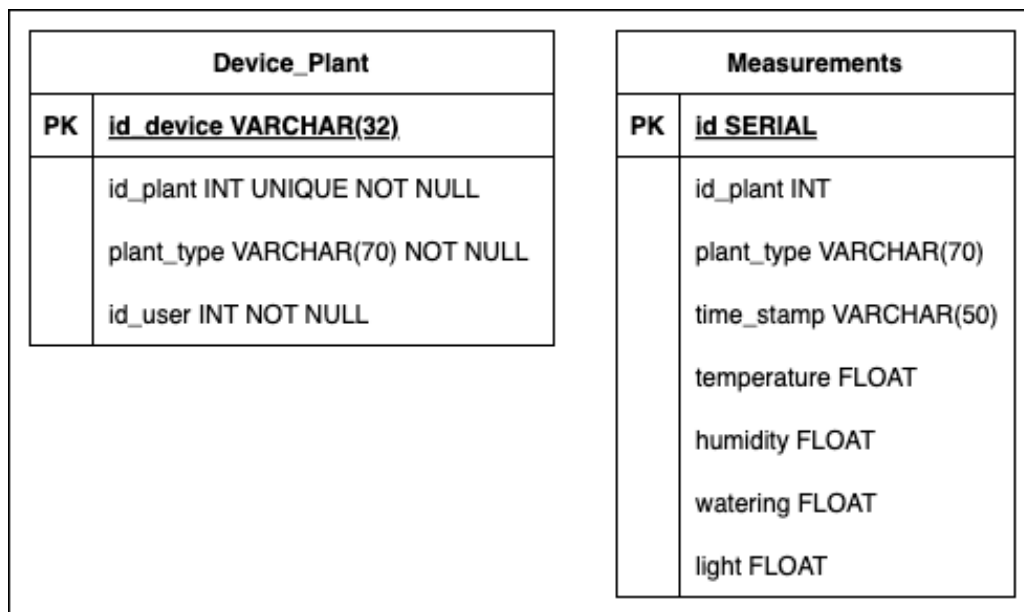 Device_Plant
PK id_device VARCHAR(32)
id_plant INT UNIQUE NOT NULL
plant_type VARCHAR(70) NOT NULL
id_user INT NOT NULL
Measurements
PK id SERIAL
id_plant INT
plant_type VARCHAR(70)
time_stamp VARCHAR(50)
temperature FLOAT
humidity FLOAT
watering FLOAT
light FLOAT